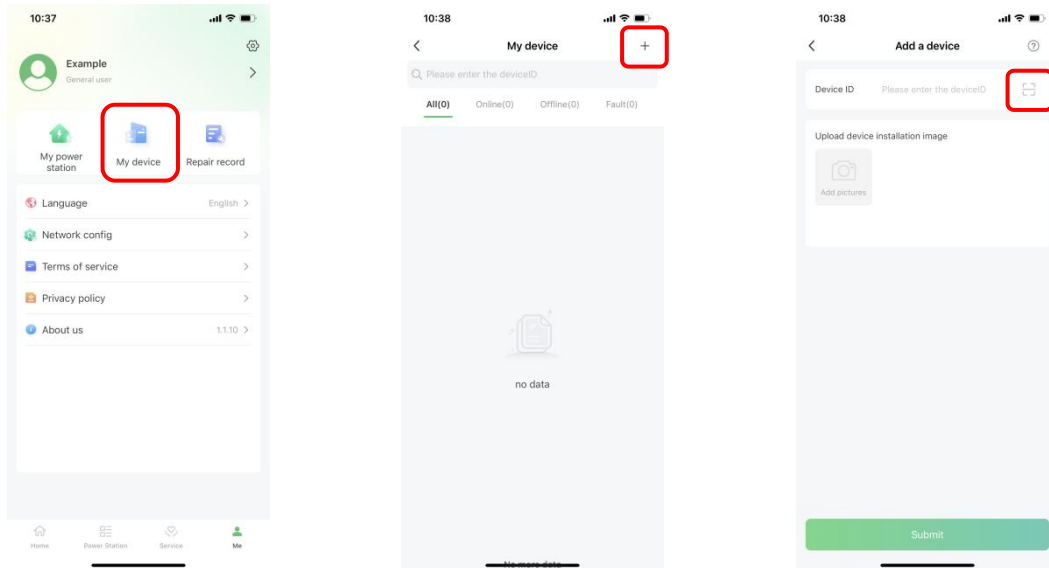 10:37
Example
General user
My power
station
My device
Repair record
Language
English
Network config
Terms of service
Privacy policy
About us
1.1.10
Home
Power Station
Service
Me
10:38
My device
Please enter the deviceID
All(0)
Online(0)
Offline(0)
Fault(0)
no data
No more data
10:38
Add a device
Device ID
Please enter the deviceID
Upload device installation image
Add pictures
Submit